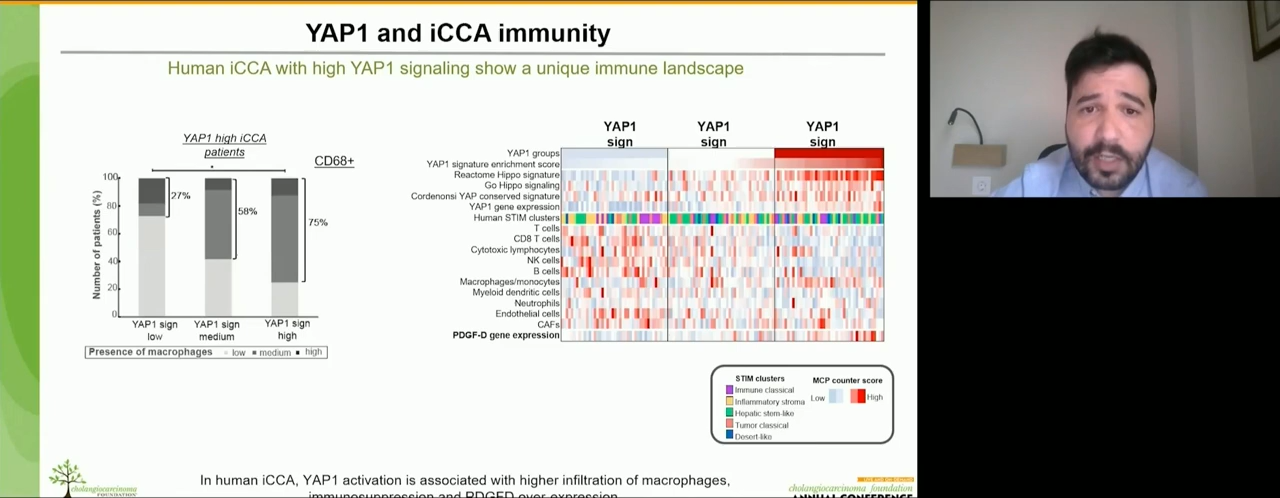 YAP1 and iCCA immunity
Human iCCA with high YAP1 signaling show a unique immune landscape
YAP1 high iCCA
patients
*
CD68+
Number of patients (%)
100
80
60
40
20
0
27%
58%
75%
YAP1 sign
low
YAP1 sign
medium
YAP1 sign
high
Presence of macrophages low medium high
YAP1
sign
YAP1
sign
YAP1
sign
YAP1 groups
YAP1 signature enrichment score
Reactome Hippo signature
Go Hippo signaling
Cordenonsi YAP conserved signature
YAP1 gene expression
Human STIM clusters
T cells
CD8 T cells
Cytotoxic lymphocytes
NK cells
B cells
Macrophages/monocytes
Myeloid dendritic cells
Neutrophils
Endothelial cells
CAFs
PDGF-D gene expression
STIM clusters
Immune classical
Inflammatory stroma
Hepatic stem-like
Tumor classical
Desert-like
MCP counter score
Low High
In human iCCA, YAP1 activation is associated with higher infiltration of macrophages,
immunosuppression and PDGFD over expression
cholangiocarcinoma
FOUNDATION
cholangiocarcinoma foundation
ANNUAL CONFERENCE